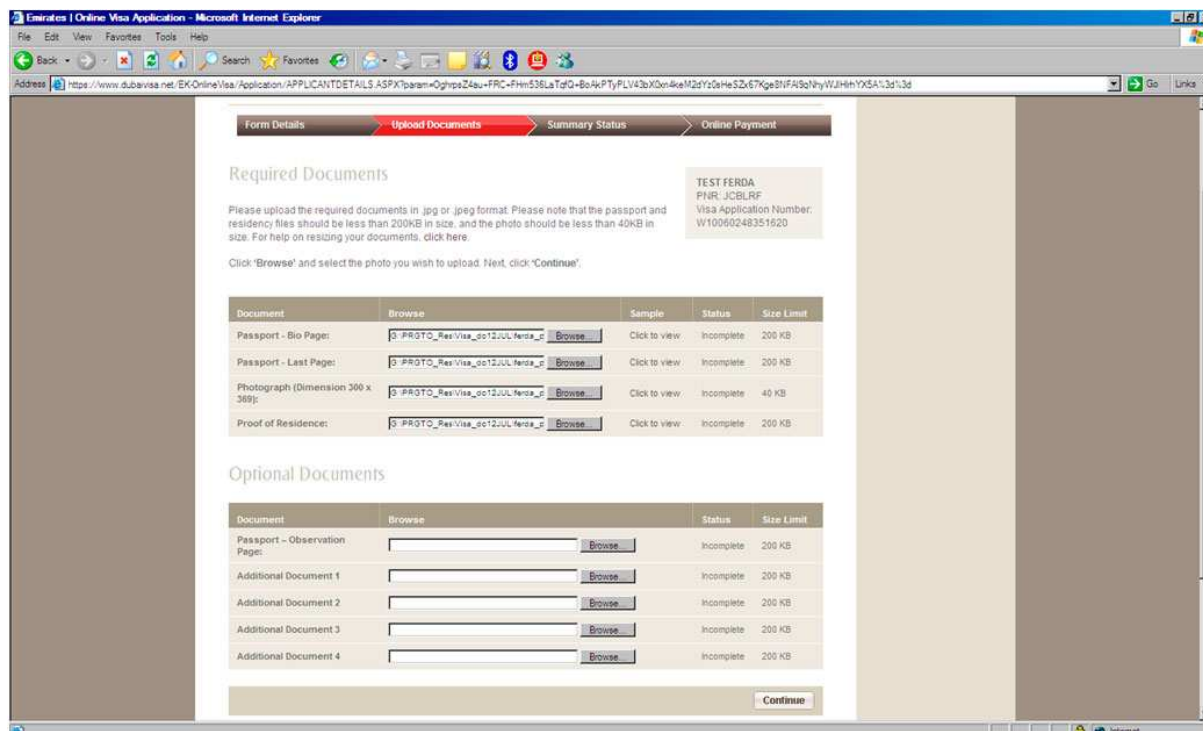 Emirates | Online Visa Application - Microsoft Internet Explorer
File Edit View Favorites Tools Help
Back Search Favorites
Address Go Links
Form Details Upload Documents Summary Status Online Payment
Required Documents
TEST FERDA
PNR: JCBLRF
Visa Application Number:
W10060248351620
Please upload the required documents in .jpg or .jpeg format. Please note that the passport and
residency files should be less than 200KB in size, and the photo should be less than 40KB in
size. For help on resizing your documents, click here.
Click 'Browse' and select the photo you wish to upload. Next, click 'Continue'.
Document Browse Sample Status Size Limit
Passport - Bio Page: Browse... Click to view Incomplete 200 KB
Passport - Last Page: Browse... Click to view Incomplete 200 KB
Photograph (Dimension 300 x
369): Browse... Click to view Incomplete 40 KB
Proof of Residence: Browse... Click to view Incomplete 200 KB
Optional Documents
Document Browse Status Size Limit
Passport – Observation
Page: Browse... Incomplete 200 KB
Additional Document 1 Browse... Incomplete 200 KB
Additional Document 2 Browse... Incomplete 200 KB
Additional Document 3 Browse... Incomplete 200 KB
Additional Document 4 Browse... Incomplete 200 KB
Continue
Internet